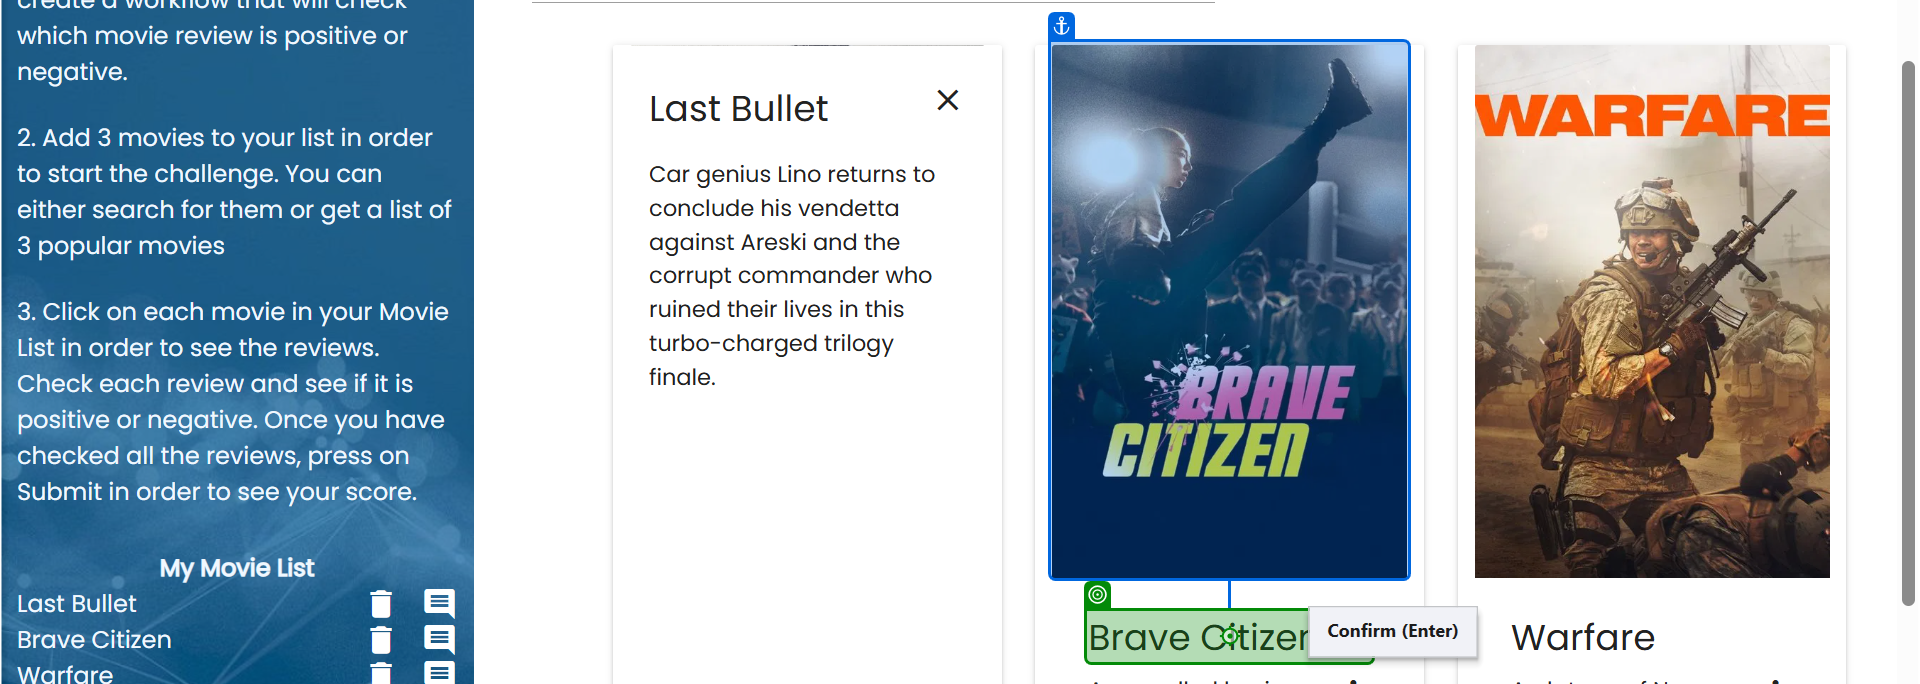 create a workflow that will check
which movie review is positive or
negative.
2. Add 3 movies to your list in order
to start the challenge. You can
either search for them or get a list of
3 popular movies
3. Click on each movie in your Movie
List in order to see the reviews.
Check each review and see if it is
positive or negative. Once you have
checked all the reviews, press on
Submit in order to see your score.
My Movie List
Last Bullet
Brave Citizen
Warfare
Last Bullet
Car genius Lino returns to
conclude his vendetta
against Areski and the
corrupt commander who
ruined their lives in this
turbo-charged trilogy
finale.
BRAVE
CITIZEN
Brave Citizen
Confirm (Enter)
WARFARE
Warfare